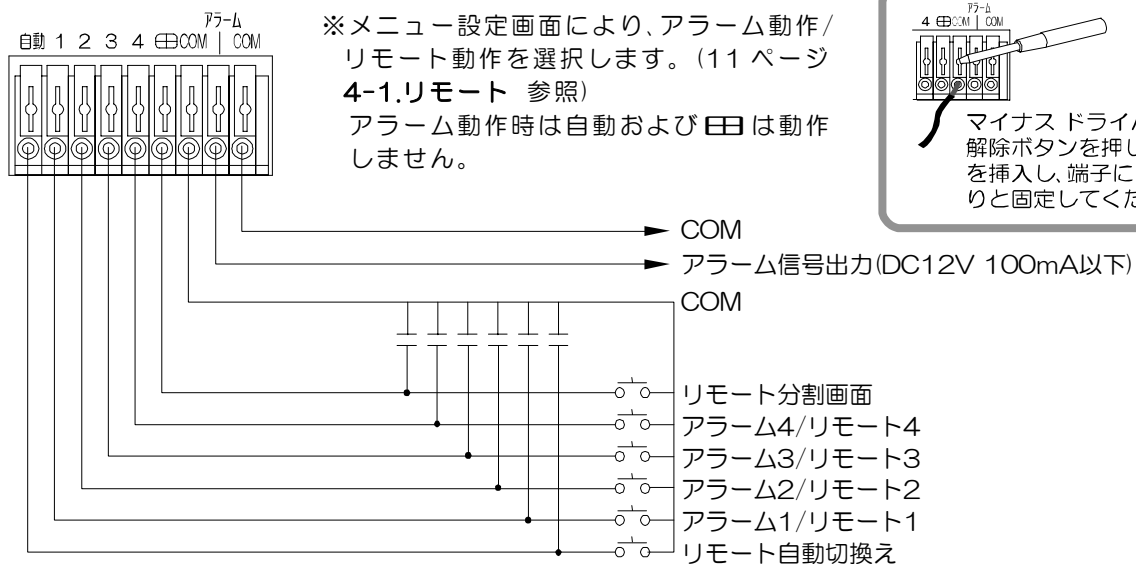 アラーム
自動 1 2 3 4 田 COM | COM
※メニュー設定画面により、アラーム動作/
リモート動作を選択します。(11 ページ
4-1.リモート 参照)
アラーム動作時は自動および田は動作
しません。
アラーム
4 田 COM | COM
マイナス ドライバ
解除ボタンを押し
を挿入し、端子に
りと固定してくだ
COM
アラーム信号出力(DC12V 100mA以下)
COM
リモート分割画面
アラーム4/リモート4
アラーム3/リモート3
アラーム2/リモート2
アラーム1/リモート1
リモート自動切換え